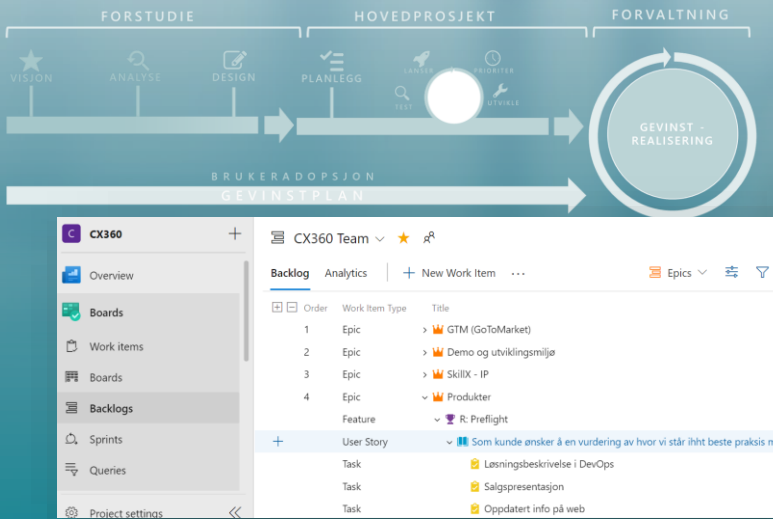 FORSTUDIE
HOVEDPROSJEKT
FORVALTNING
VISJON
ANALYSE
DESIGN
PLANLEGG
LANSER
PRIORITER
TEST
UTVIKLE
GEVINST -
REALISERING
BRUKERADOPSJON
GEVINSTPLAN
C CX360
Overview
Boards
Work items
Boards
Backlogs
Sprints
Queries
Project settings
CX360 Team
Backlog Analytics + New Work Item ... Epics
Order Work Item Type Title
1 Epic GTM (GoToMarket)
2 Epic Demo og utviklingsmiljø
3 Epic SkillX - IP
4 Epic Produkter
Feature R: Preflight
User Story Som kunde ønsker å en vurdering av hvor vi står ihht beste praksis
Task Løsningsbeskrivelse i DevOps
Task Salgspresentasjon
Task Oppdatert info på web